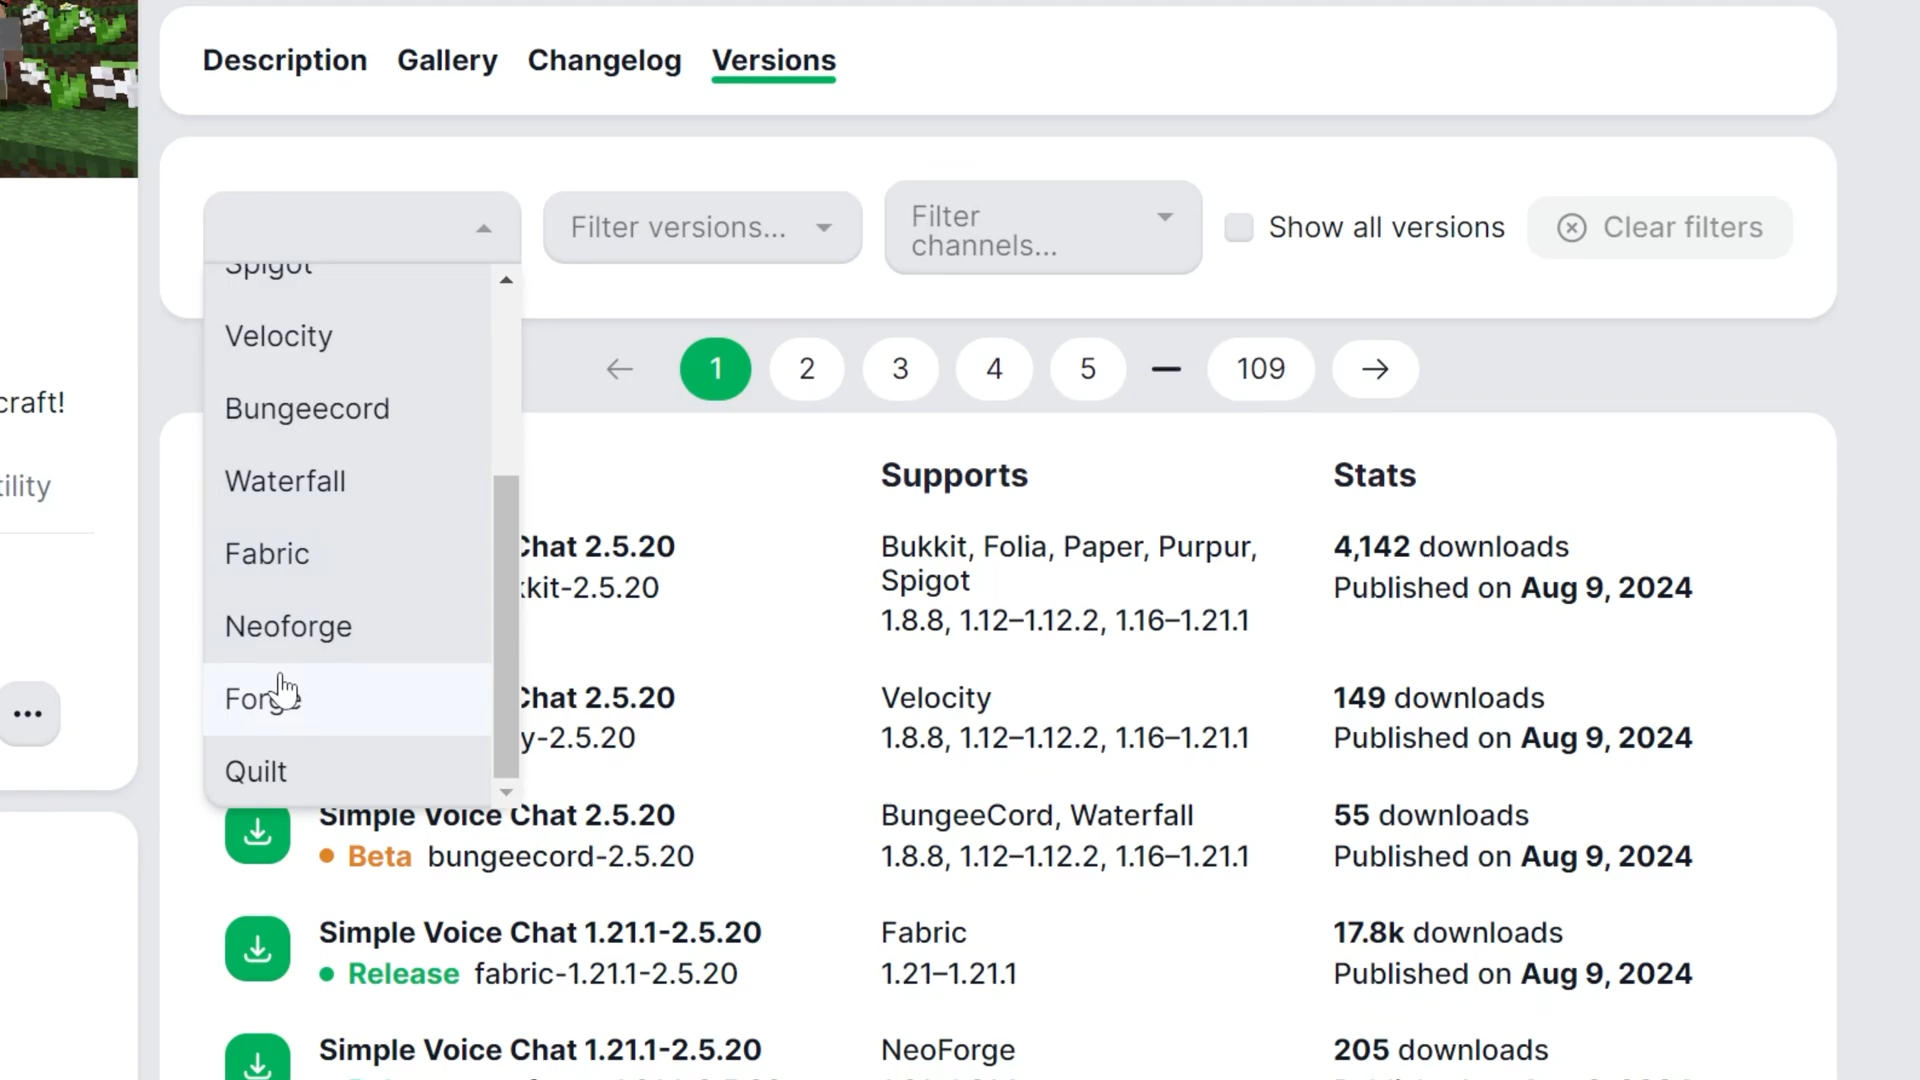 Description Gallery Changelog Versions
Filter versions...
Filter
channels...
Show all versions
Clear filters
Spigot
Velocity
Bungeecord
Waterfall
Fabric
Neoforge
Forge
Quilt
1 2 3 4 5 — 109
craft!
tility
Supports
Stats
Chat 2.5.20
kkit-2.5.20
Bukkit, Folia, Paper, Purpur,
Spigot
1.8.8, 1.12–1.12.2, 1.16–1.21.1
4,142 downloads
Published on Aug 9, 2024
Chat 2.5.20
y-2.5.20
Velocity
1.8.8, 1.12–1.12.2, 1.16–1.21.1
149 downloads
Published on Aug 9, 2024
Simple Voice Chat 2.5.20
Beta bungeecord-2.5.20
BungeeCord, Waterfall
1.8.8, 1.12–1.12.2, 1.16–1.21.1
55 downloads
Published on Aug 9, 2024
Simple Voice Chat 1.21.1-2.5.20
Release fabric-1.21.1-2.5.20
Fabric
1.21–1.21.1
17.8k downloads
Published on Aug 9, 2024
Simple Voice Chat 1.21.1-2.5.20
NeoForge
205 downloads